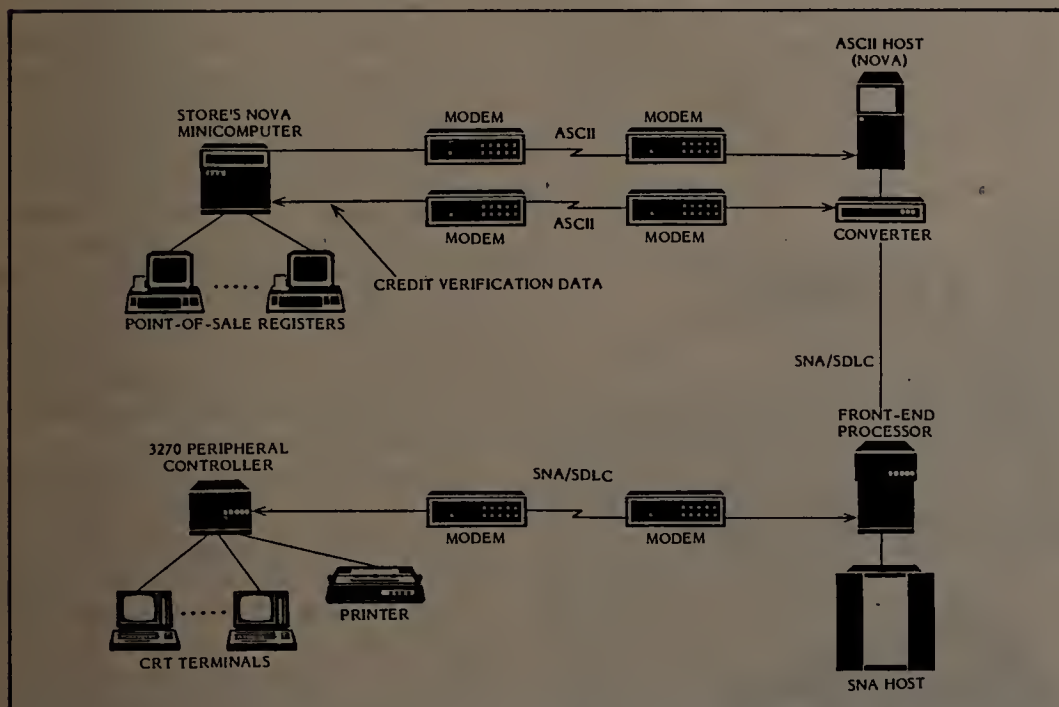 ASCII HOST
(NOVA)
STORE'S NOVA
MINICOMPUTER
MODEM
ASCII
MODEM
MODEM
ASCII
MODEM
CONVERTER
CREDIT VERIFICATION DATA
POINT-OF-SALE REGISTERS
SNA/SDLC
FRONT-END
PROCESSOR
3270 PERIPHERAL
CONTROLLER
SNA/SDLC
MODEM
MODEM
PRINTER
CRT TERMINALS
SNA HOST